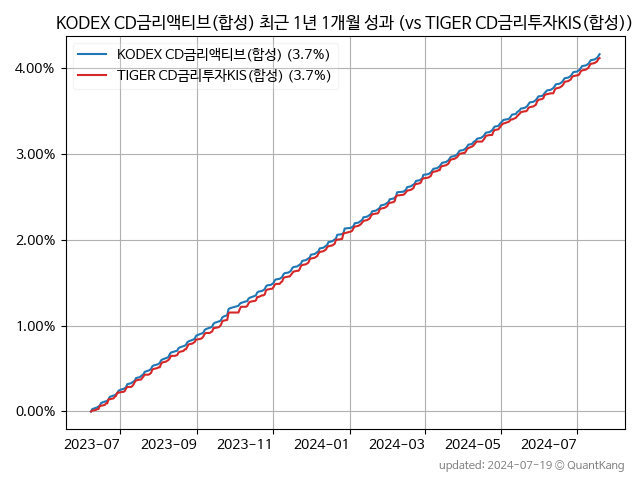 KODEX CD금리액티브(합성) 최근 1년 1개월 성과 (vs TIGER CD금리투자KIS(합성))
KODEX CD금리액티브(합성) (3.7%)
TIGER CD금리투자KIS(합성) (3.7%)
4.00%
3.00%
2.00%
1.00%
0.00%
2023-07 2023-09 2023-11 2024-01 2024-03 2024-05 2024-07
updated: 2024-07-19 © QuantKang